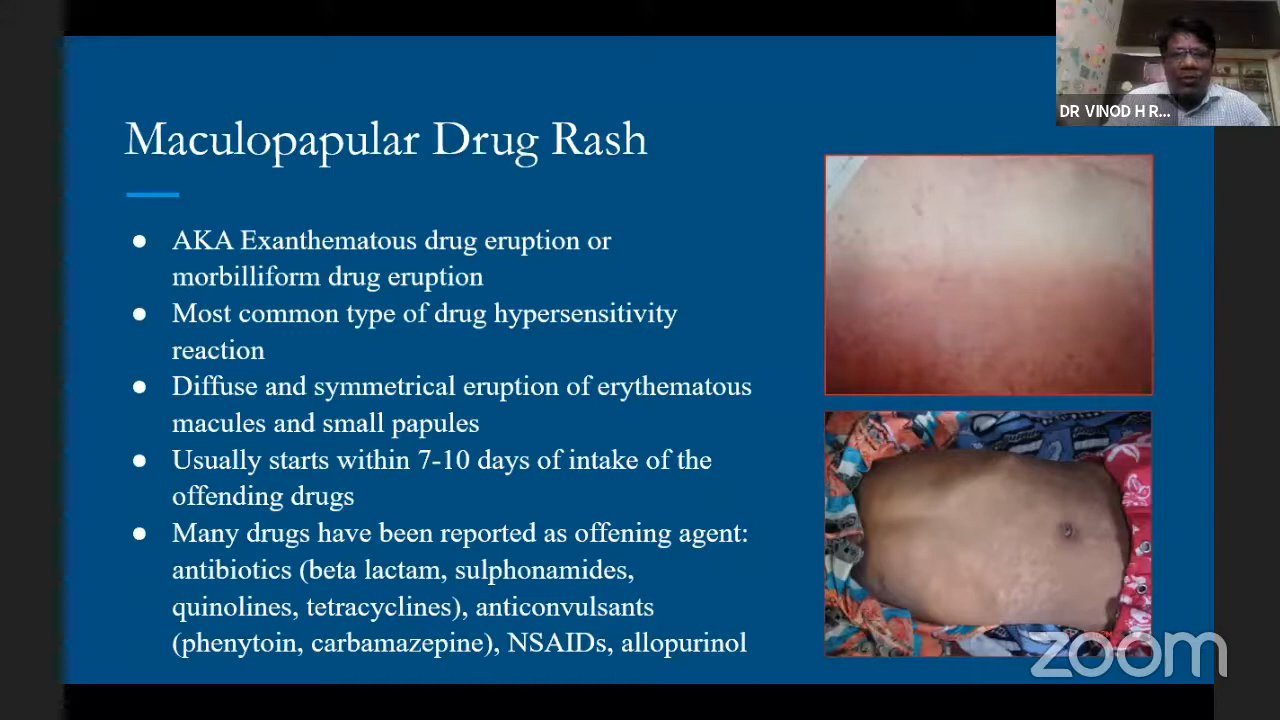 DR VINOD H R...
Maculopapular Drug Rash
● AKA Exanthematous drug eruption or
morbilliform drug eruption
● Most common type of drug hypersensitivity
reaction
● Diffuse and symmetrical eruption of erythematous
macules and small papules
● Usually starts within 7-10 days of intake of the
offending drugs
● Many drugs have been reported as offening agent:
antibiotics (beta lactam, sulphonamides,
quinolines, tetracyclines), anticonvulsants
(phenytoin, carbamazepine), NSAIDs, allopurinol
zoom